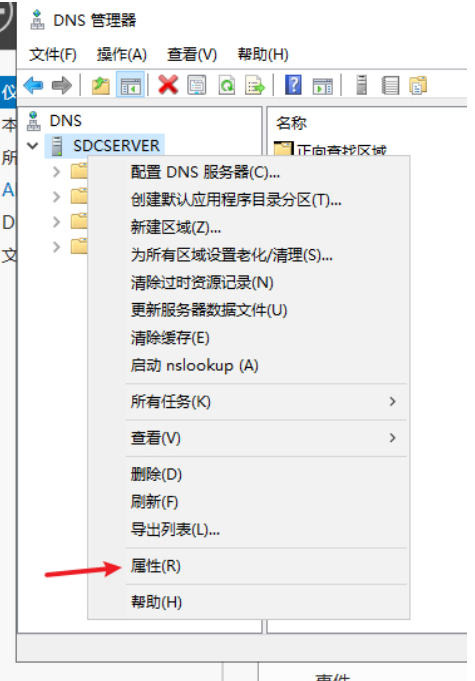 DNS 管理器
文件(F) 操作(A) 查看(V) 帮助(H)
DNS
SDCSERVER
名称
正向查找区域
配置 DNS 服务器(C)...
创建默认应用程序目录分区(T)...
新建区域(Z)...
为所有区域设置老化/清理(S)...
清除过时资源记录(N)
更新服务器数据文件(U)
清除缓存(E)
启动 nslookup (A)
所有任务(K)
查看(V)
删除(D)
刷新(F)
导出列表(L)...
属性(R)
帮助(H)
事件